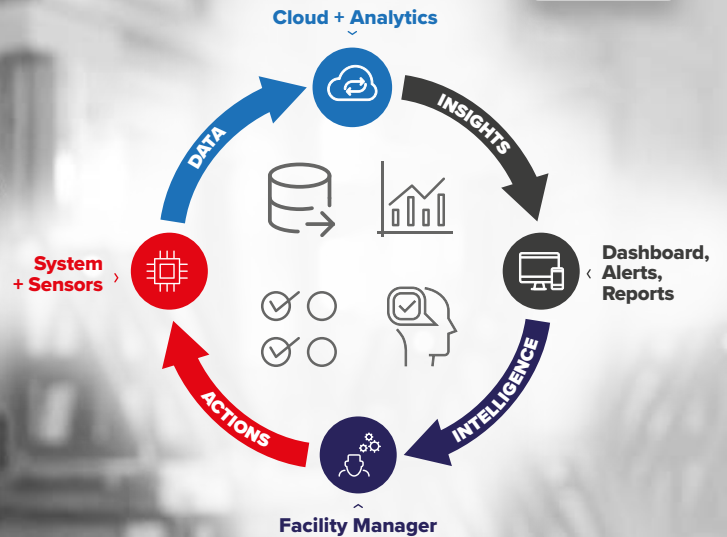 Cloud + Analytics
DATA
INSIGHTS
System
+ Sensors
Dashboard,
Alerts,
Reports
ACTIONS
INTELLIGENCE
Facility Manager